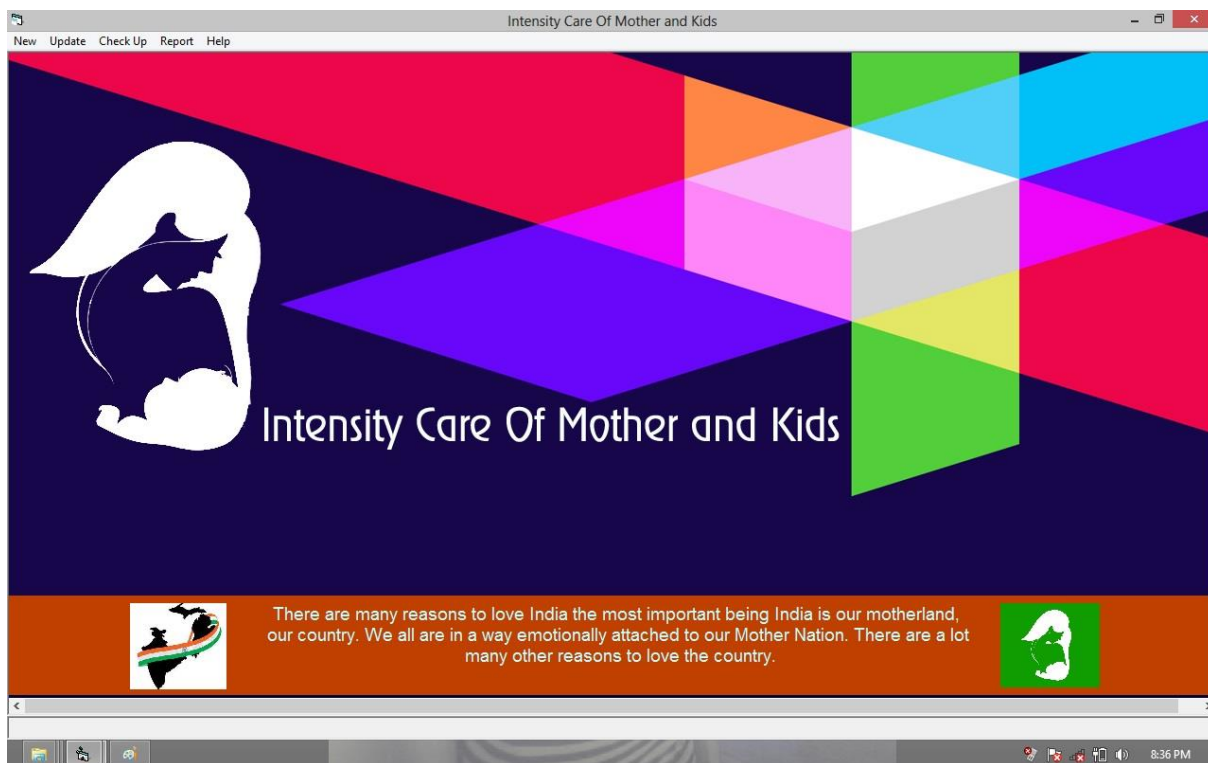 Intensity Care Of Mother and Kids
New Update Check Up Report Help
Intensity Care Of Mother and Kids
There are many reasons to love India the most important being India is our motherland,
our country. We all are in a way emotionally attached to our Mother Nation. There are a lot
many other reasons to love the country.
8:36 PM